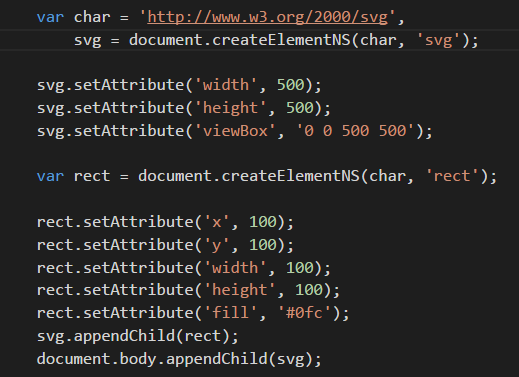 var char = 'http://www.w3.org/2000/svg',
    svg = document.createElementNS(char, 'svg');
svg.setAttribute('width', 500);
svg.setAttribute('height', 500);
svg.setAttribute('viewBox', '0 0 500 500');
var rect = document.createElementNS(char, 'rect');
rect.setAttribute('x', 100);
rect.setAttribute('y', 100);
rect.setAttribute('width', 100);
rect.setAttribute('height', 100);
rect.setAttribute('fill', '#0fc');
svg.appendChild(rect);
document.body.appendChild(svg);